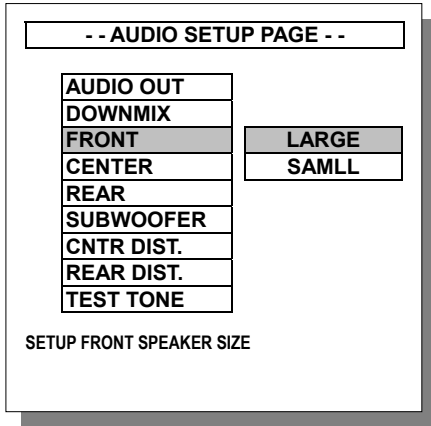 - - AUDIO SETUP PAGE - -
AUDIO OUT
DOWNMIX
FRONT LARGE
CENTER SAMLL
REAR
SUBWOOFER
CNTR DIST.
REAR DIST.
TEST TONE
SETUP FRONT SPEAKER SIZE